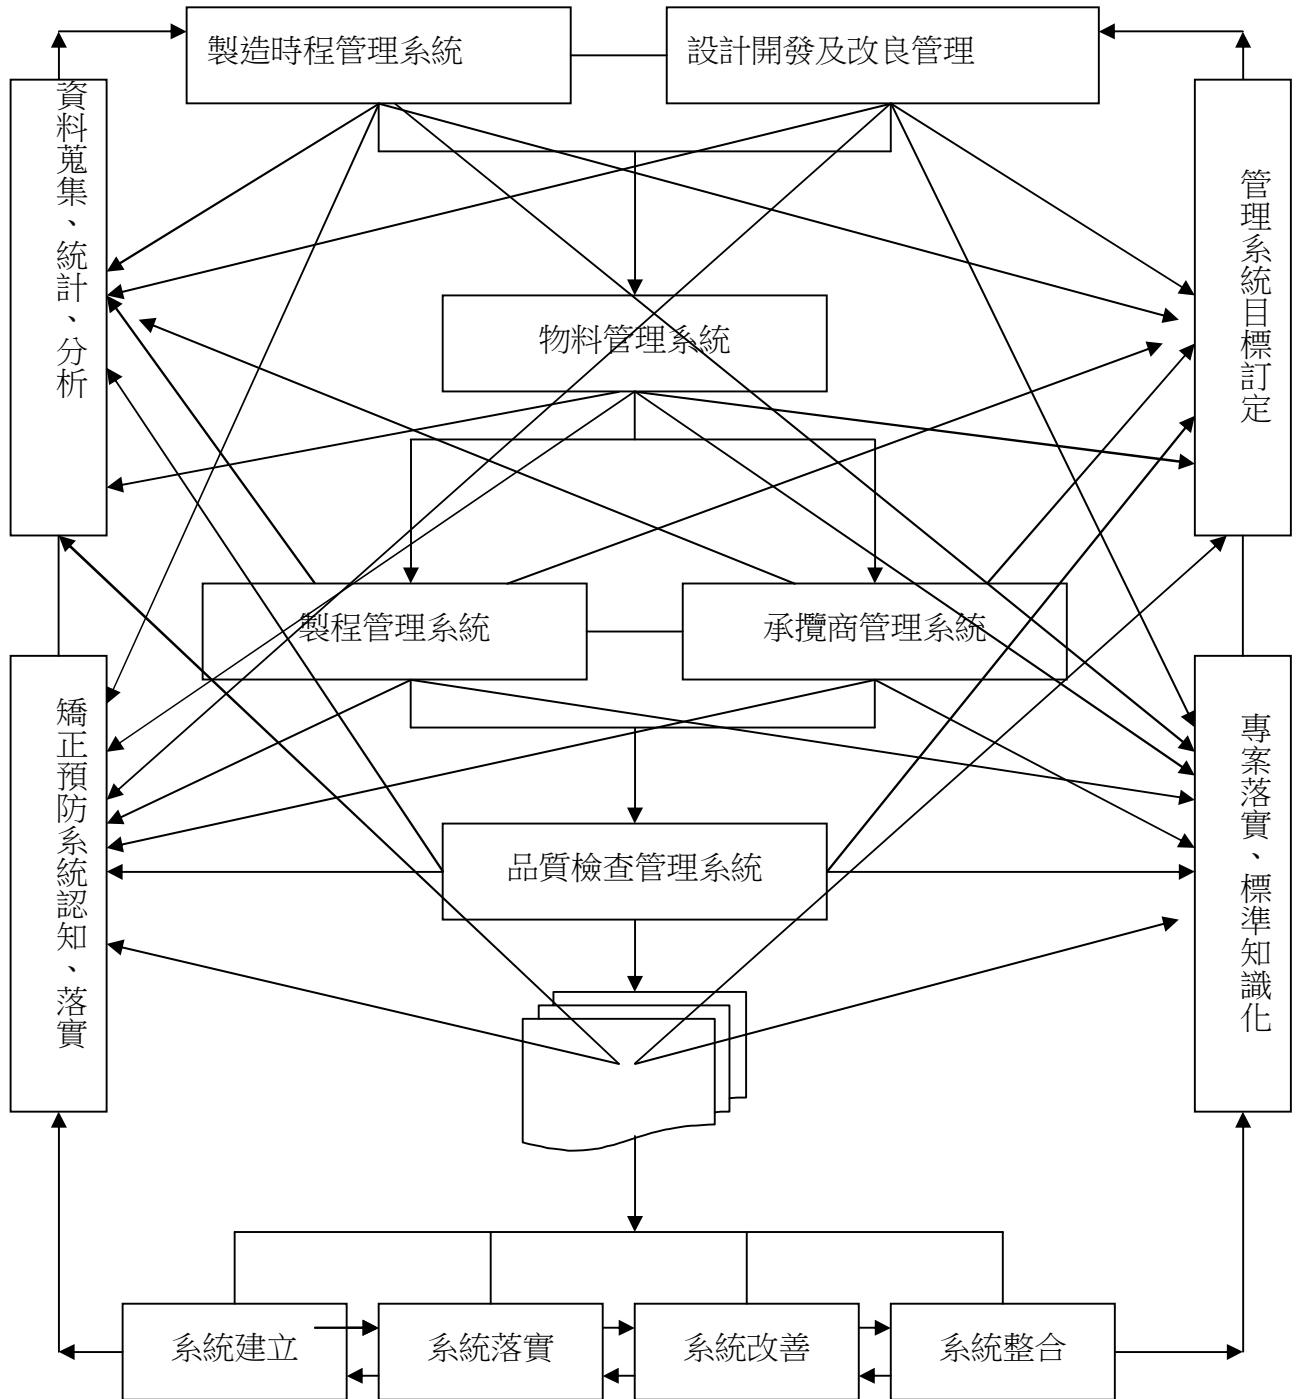 製造時程管理系統
設計開發及改良管理
資料蒐集、統計、分析
管理系統目標訂定
物料管理系統
製程管理系統
承攬商管理系統
矯正預防系統認知、落實
專案落實、標準知識化
品質檢查管理系統
系統建立
系統落實
系統改善
系統整合